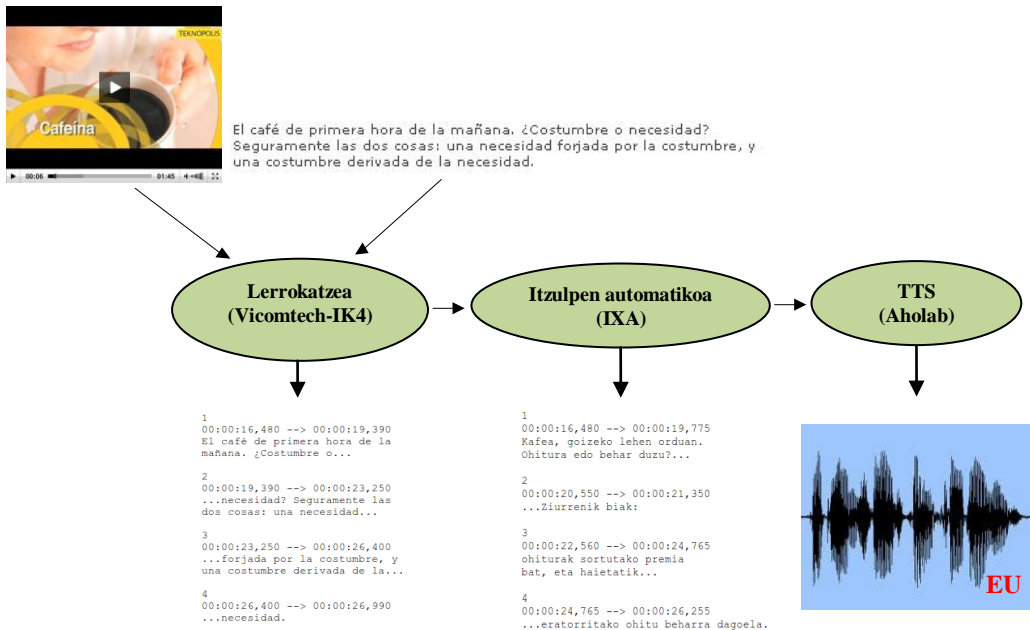 TEKNOPOLIS
Cafeína
00:06
01:45
El café de primera hora de la mañana. ¿Costumbre o necesidad?
Seguramente las dos cosas: una necesidad forjada por la costumbre, y
una costumbre derivada de la necesidad.
Lerrokatzea
(Vicomtech-IK4)
Itzulpen automatikoa
(IXA)
TTS
(Aholab)
1
00:00:16,480 --> 00:00:19,390
El café de primera hora de la
mañana. ¿Costumbre o...
2
00:00:19,390 --> 00:00:23,250
...necesidad? Seguramente las
dos cosas: una necesidad...
3
00:00:23,250 --> 00:00:26,400
...forjada por la costumbre, y
una costumbre derivada de la...
4
00:00:26,400 --> 00:00:26,990
...necesidad.
1
00:00:16,480 --> 00:00:19,775
Kafea, goizeko lehen orduan.
Ohitura edo behar duzu?...
2
00:00:20,550 --> 00:00:21,350
...Ziurrenik biak:
3
00:00:22,560 --> 00:00:24,765
ohiturak sortutako premia
bat, eta haietatik...
4
00:00:24,765 --> 00:00:26,255
...eratorritako ohitu beharra dagoela.
EU